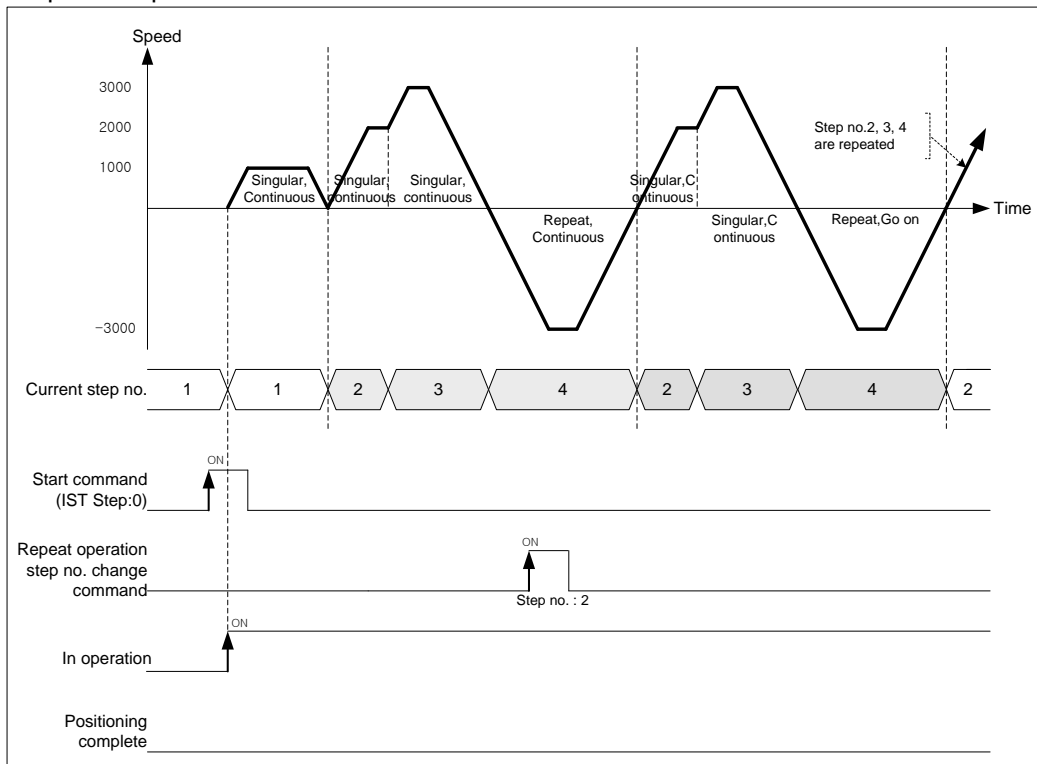 Speed
3000
2000
1000
-3000
Singular,
Continuous
Singular,
continuous
Singular,
continuous
Repeat,
Continuous
Singular,C
ontinuous
Singular,C
ontinuous
Repeat,Go on
Step no.2, 3, 4
are repeated
Time
Current step no.
1
1
2
3
4
2
3
4
2
Start command
(IST Step:0)
ON
Repeat operation
step no. change
command
ON
Step no. : 2
In operation
ON
Positioning
complete